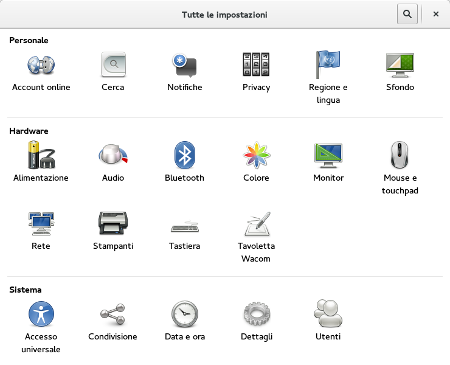 Tutte le impostazioni
Personale
Account online Cerca Notifiche Privacy Regione e lingua Sfondo
Hardware
Alimentazione Audio Bluetooth Colore Monitor Mouse e touchpad
Rete Stampanti Tastiera Tavoletta Wacom
Sistema
Accesso universale Condivisione Data e ora Dettagli Utenti